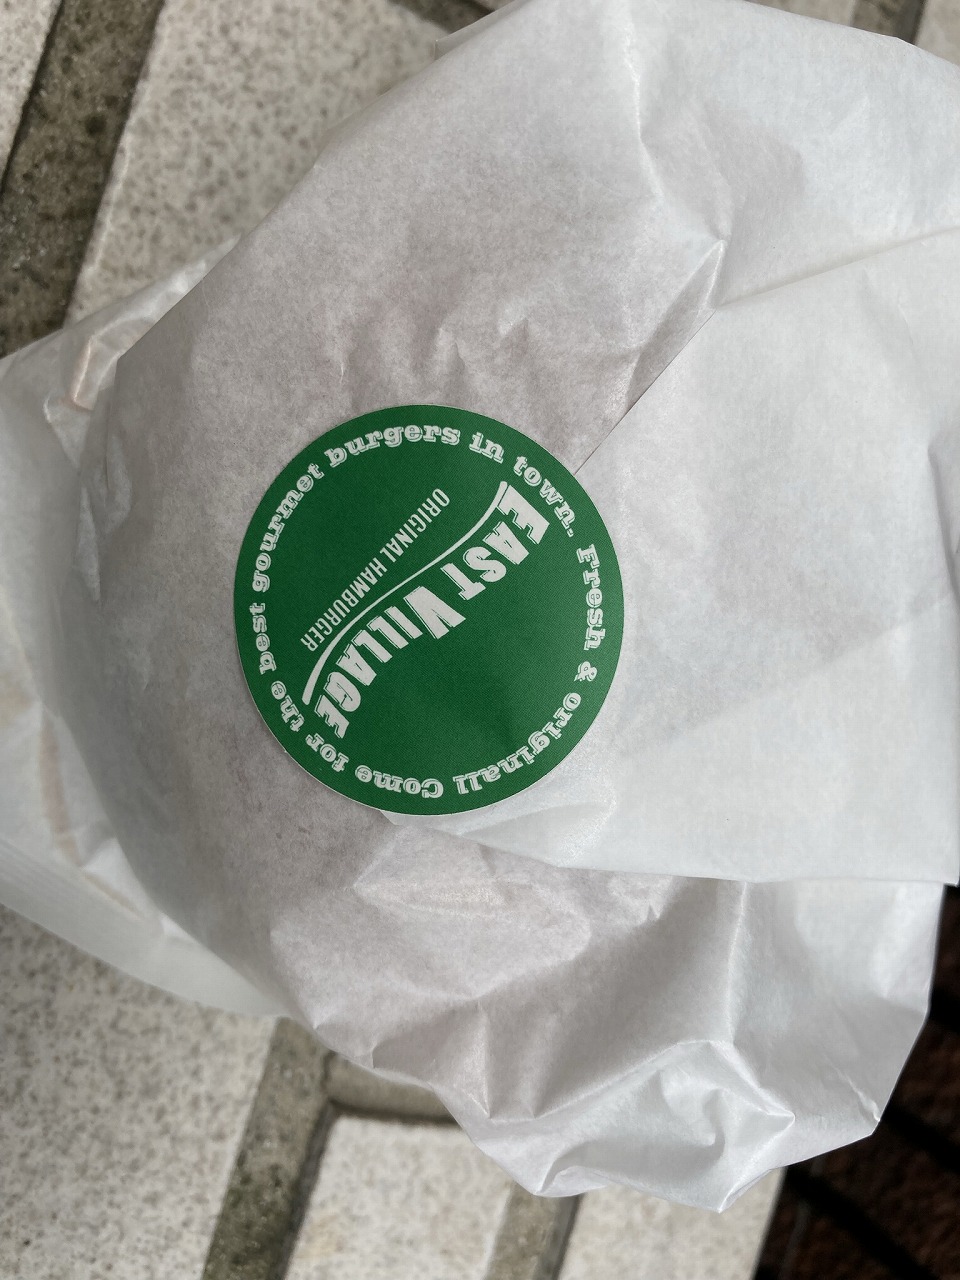 EAST VILLAGE
ORIGINAL HAMBURGER
Fresh & original! Come for the best gourmet burgers in town.